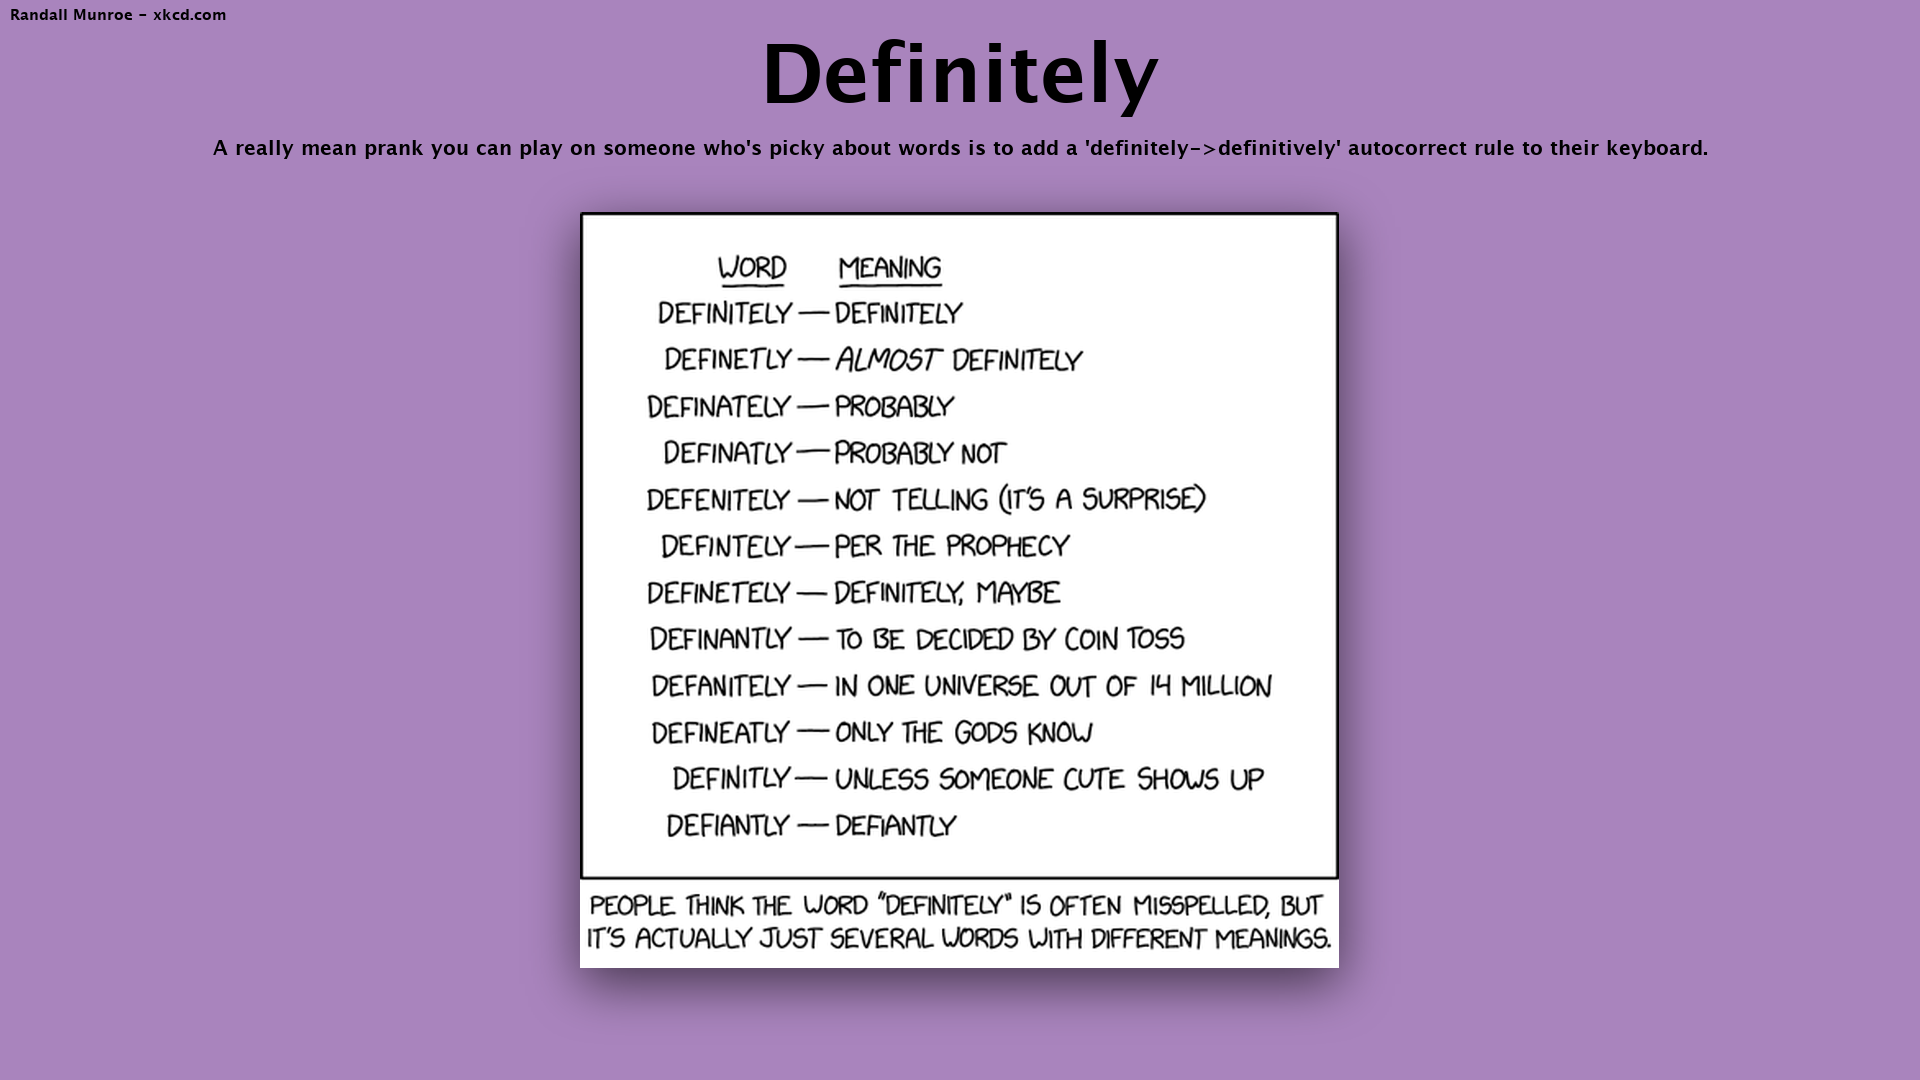 Randall Munroe - xkcd.com
Definitely
A really mean prank you can play on someone who's picky about words is to add a 'definitely->definitively' autocorrect rule to their keyboard.
WORD MEANING
DEFINITELY — DEFINITELY
DEFINETLY — ALMOST DEFINITELY
DEFINATELY — PROBABLY
DEFINATLY — PROBABLY NOT
DEFENITELY — NOT TELLING (IT'S A SURPRISE)
DEFINTELY — PER THE PROPHECY
DEFINETELY — DEFINITELY, MAYBE
DEFINANTLY — TO BE DECIDED BY COIN TOSS
DEFANITELY — IN ONE UNIVERSE OUT OF 14 MILLION
DEFINEATLY — ONLY THE GODS KNOW
DEFINITLY — UNLESS SOMEONE CUTE SHOWS UP
DEFIANTLY — DEFIANTLY
PEOPLE THINK THE WORD "DEFINITELY" IS OFTEN MISSPELLED, BUT
IT'S ACTUALLY JUST SEVERAL WORDS WITH DIFFERENT MEANINGS.